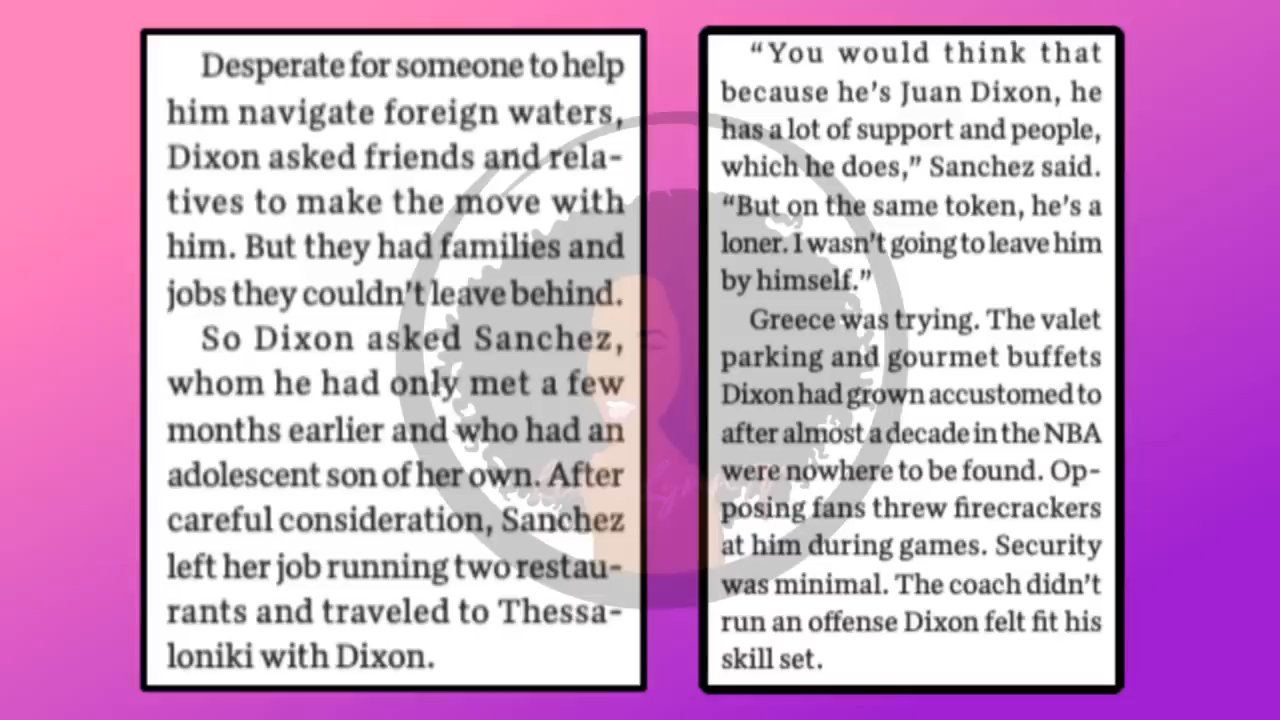 Desperate for someone to help
him navigate foreign waters,
Dixon asked friends and rela-
tives to make the move with
him. But they had families and
jobs they couldn't leave behind.
So Dixon asked Sanchez,
whom he had only met a few
months earlier and who had an
adolescent son of her own. After
careful consideration, Sanchez
left her job running two restau-
rants and traveled to Thessa-
loniki with Dixon.
“You would think that
because he's Juan Dixon, he
has a lot of support and people,
which he does,” Sanchez said.
“But on the same token, he's a
loner. I wasn't going to leave him
by himself.”
Greece was trying. The valet
parking and gourmet buffets
Dixon had grown accustomed to
after almost a decade in the NBA
were nowhere to be found. Op-
posing fans threw firecrackers
at him during games. Security
was minimal. The coach didn't
run an offense Dixon felt fit his
skill set.